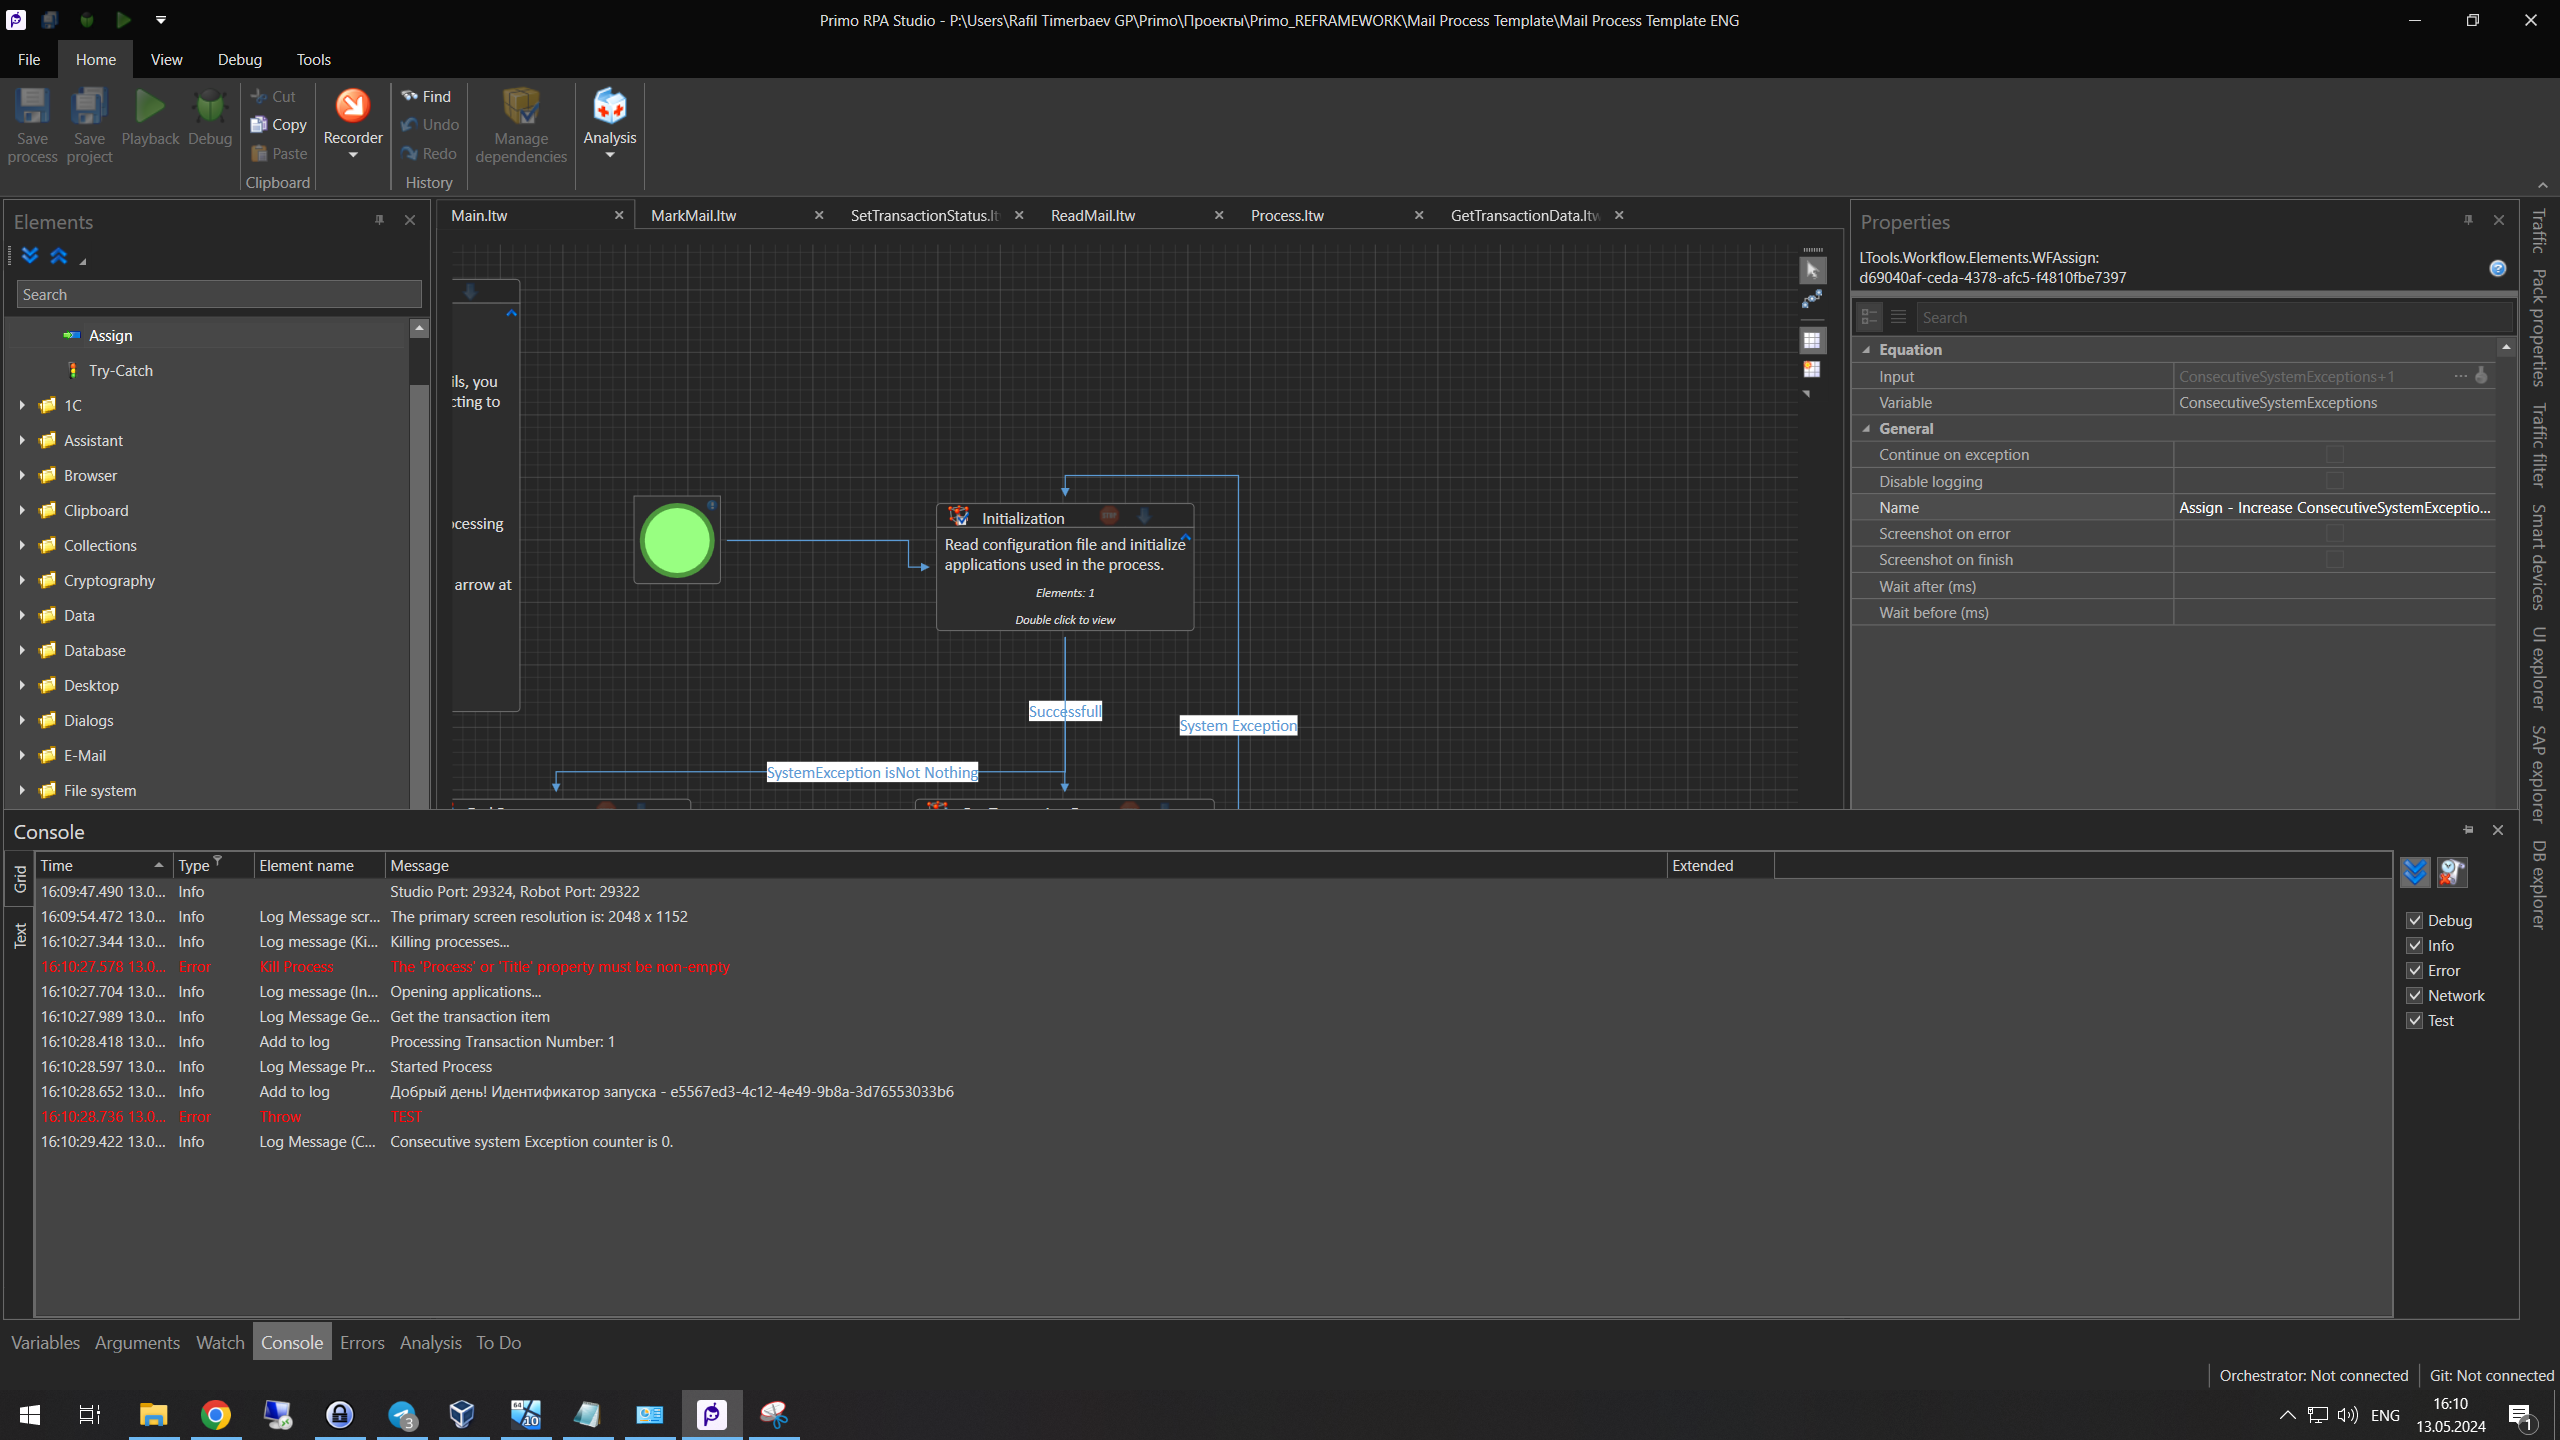 Primo RPA Studio - P:\Users\Rafil Timerbaev GP\Primo\Проекты\Primo_REFRAMEWORK\Mail Process Template\Mail Process Template ENG
File
Home
View
Debug
Tools
Save process
Save project
Playback
Debug
Cut
Copy
Paste
Clipboard
Recorder
Find
Undo
Redo
History
Manage dependencies
Analysis
Elements
Search
Assign
Try-Catch
1C
Assistant
Browser
Clipboard
Collections
Cryptography
Data
Database
Desktop
Dialogs
E-Mail
File system
Main.ltw
MarkMail.ltw
SetTransactionStatus.lt
ReadMail.ltw
Process.ltw
GetTransactionData.ltw
ils, you
cting to
ocessing
arrow at
Initialization
Read configuration file and initialize
applications used in the process.
Elements: 1
Double click to view
Successfull
System Exception
SystemException isNot Nothing
Properties
LTools.Workflow.Elements.WFAssign:
d69040af-ceda-4378-afc5-f4810fbe7397
Search
Equation
Input ConsecutiveSystemExceptions+1 ...
Variable ConsecutiveSystemExceptions
General
Continue on exception
Disable logging
Name Assign - Increase ConsecutiveSystemExceptio...
Screenshot on error
Screenshot on finish
Wait after (ms)
Wait before (ms)
Traffic
Pack properties
Traffic filter
Smart devices
UI explorer
SAP explorer
DB explorer
Console
Grid
Text
Time Type Element name Message Extended
16:09:47.490 13.0... Info Studio Port: 29324, Robot Port: 29322
16:09:54.472 13.0... Info Log Message scr... The primary screen resolution is: 2048 x 1152
16:10:27.344 13.0... Info Log message (Ki... Killing processes...
16:10:27.578 13.0... Error Kill Process The 'Process' or 'Title' property must be non-empty
16:10:27.704 13.0... Info Log message (In... Opening applications...
16:10:27.989 13.0... Info Log Message Ge... Get the transaction item
16:10:28.418 13.0... Info Add to log Processing Transaction Number: 1
16:10:28.597 13.0... Info Log Message Pr... Started Process
16:10:28.652 13.0... Info Add to log Добрый день! Идентификатор запуска - e5567ed3-4c12-4e49-9b8a-3d76553033b6
16:10:28.736 13.0... Error Throw TEST
16:10:29.422 13.0... Info Log Message (C... Consecutive system Exception counter is 0.
Debug
Info
Error
Network
Test
Variables
Arguments
Watch
Console
Errors
Analysis
To Do
Orchestrator: Not connected
Git: Not connected
3
64
10
ENG
16:10
13.05.2024
1